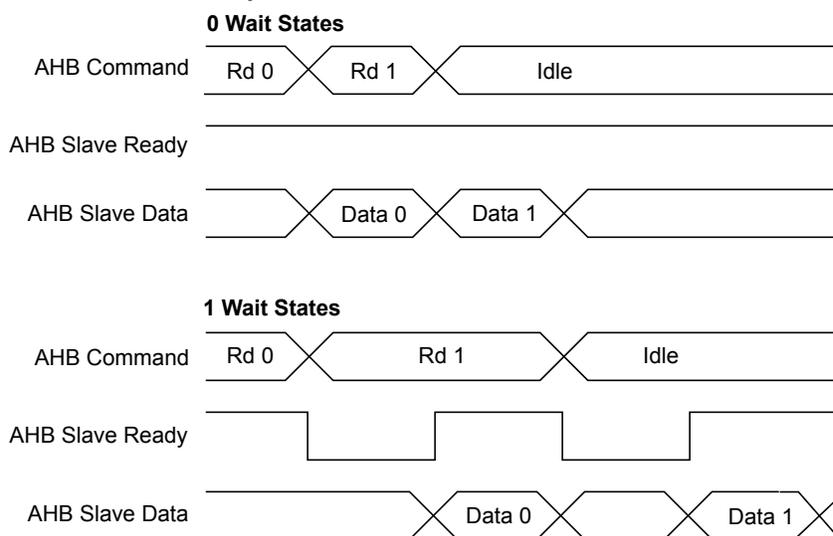 0 Wait States
AHB Command Rd 0 Rd 1 Idle
AHB Slave Ready
AHB Slave Data Data 0 Data 1
1 Wait States
AHB Command Rd 0 Rd 1 Idle
AHB Slave Ready
AHB Slave Data Data 0 Data 1